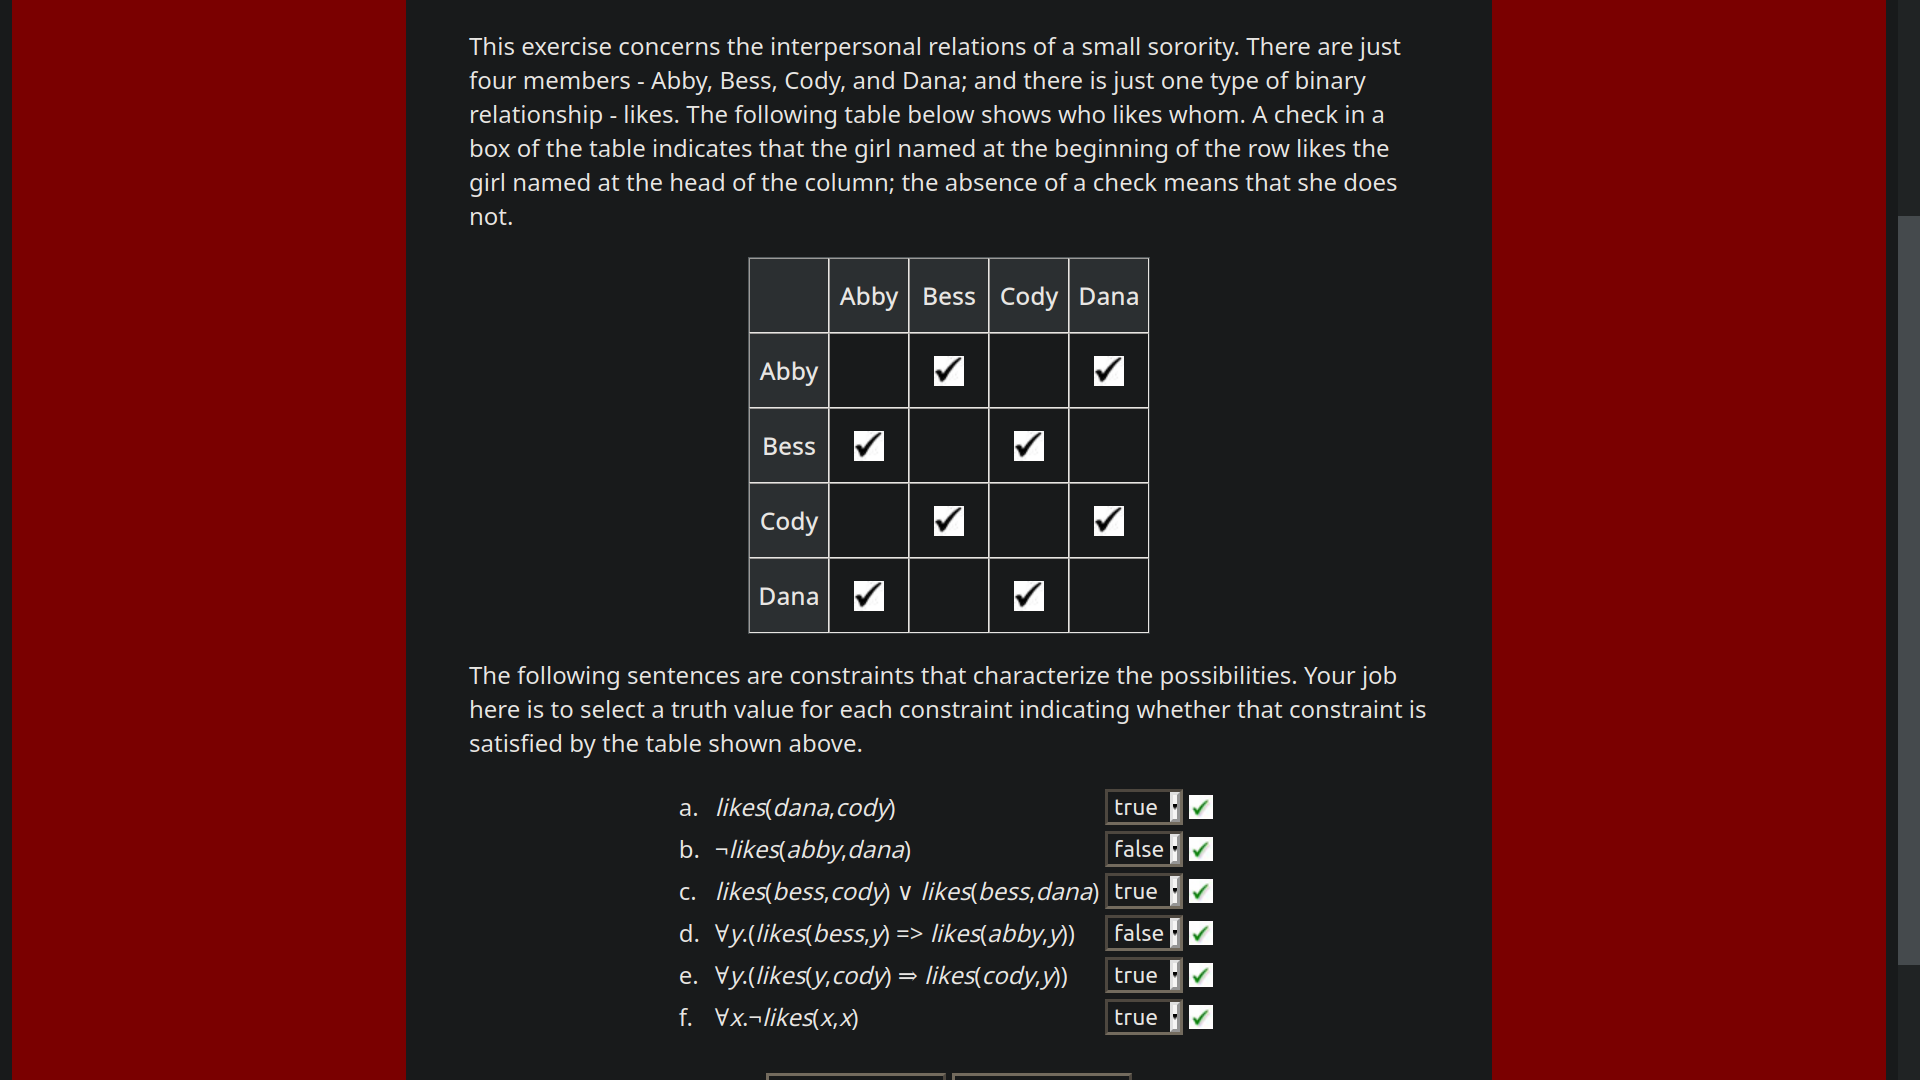 This exercise concerns the interpersonal relations of a small sorority. There are just
four members - Abby, Bess, Cody, and Dana; and there is just one type of binary
relationship - likes. The following table below shows who likes whom. A check in a
box of the table indicates that the girl named at the beginning of the row likes the
girl named at the head of the column; the absence of a check means that she does
not.
Abby Bess Cody Dana
Abby ✓ ✓
Bess ✓ ✓
Cody ✓ ✓
Dana ✓ ✓
The following sentences are constraints that characterize the possibilities. Your job
here is to select a truth value for each constraint indicating whether that constraint is
satisfied by the table shown above.
a. likes(dana,cody) true ✓
b. ¬likes(abby,dana) false ✓
c. likes(bess,cody) ∨ likes(bess,dana) true ✓
d. ∀y.(likes(bess,y) => likes(abby,y)) false ✓
e. ∀y.(likes(y,cody) ⇒ likes(cody,y)) true ✓
f. ∀x.¬likes(x,x) true ✓